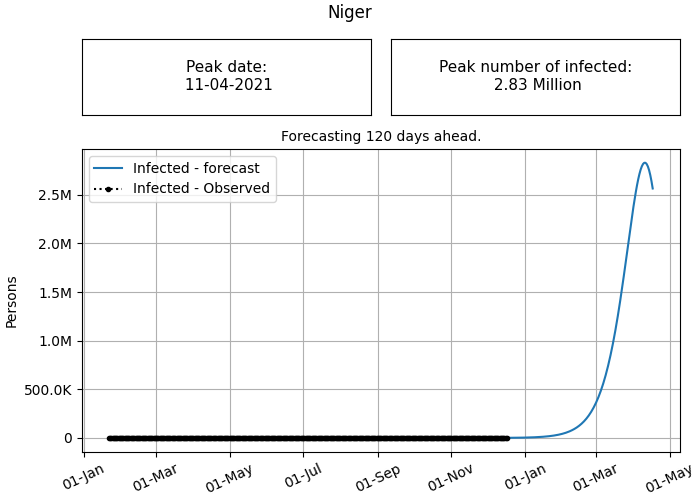 Niger
Peak date:
11-04-2021
Peak number of infected:
2.83 Million
Forecasting 120 days ahead.
Infected - forecast
Infected - Observed
Persons
2.5M
2.0M
1.5M
1.0M
500.0K
0
01-Jan
01-Mar
01-May
01-Jul
01-Sep
01-Nov
01-Jan
01-Mar
01-May